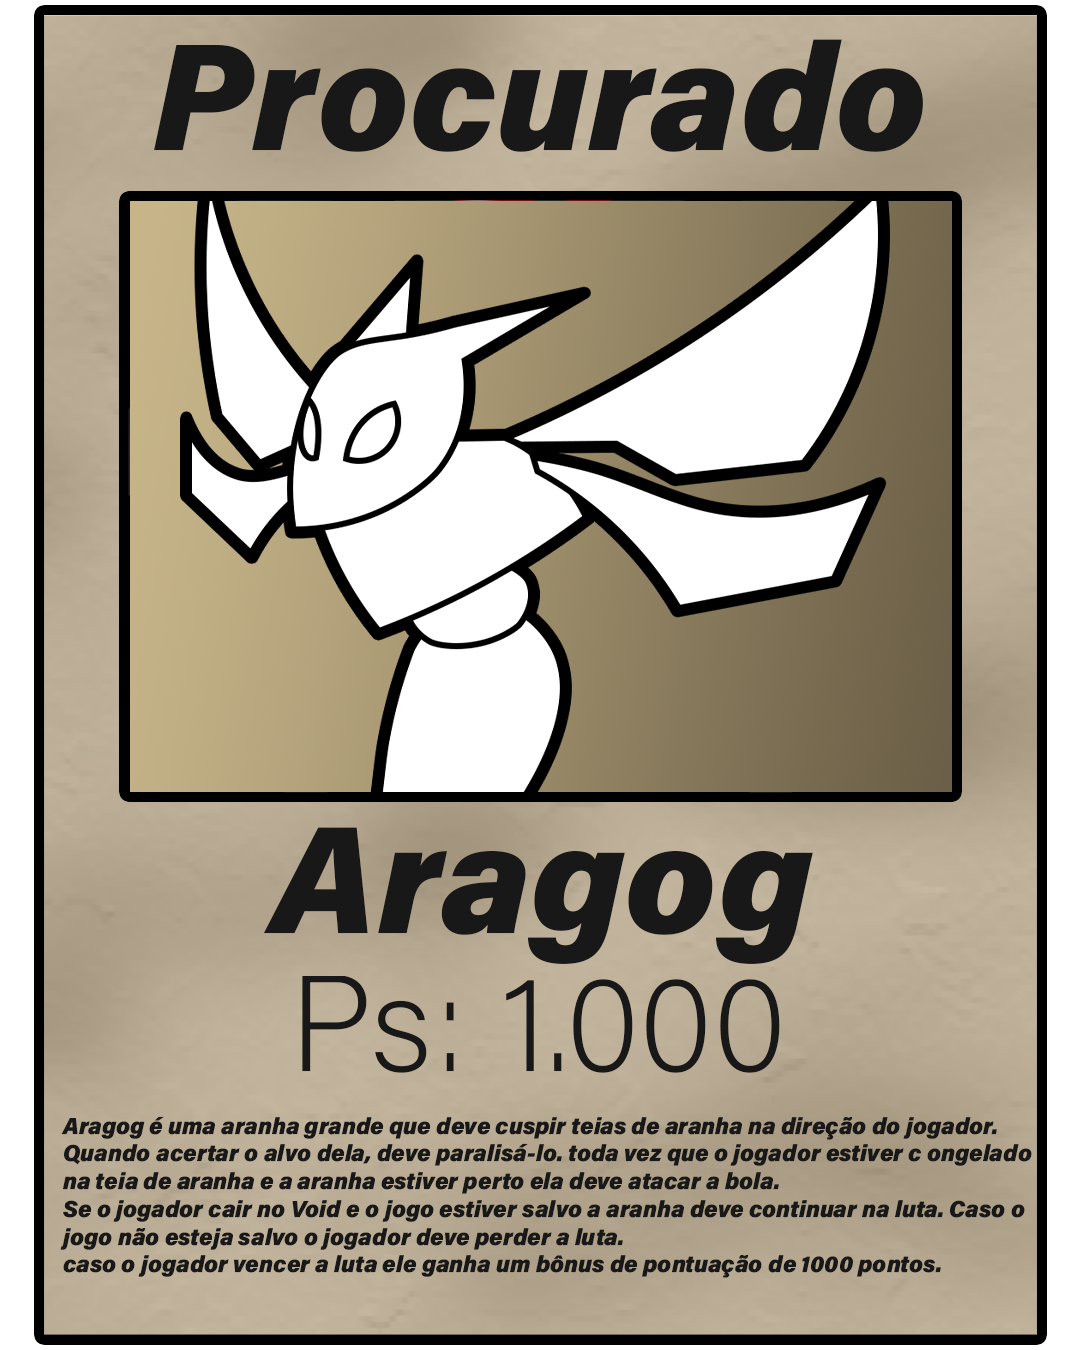 Procurado
Aragog
Ps: 1.000
Aragog é uma aranha grande que deve cuspir teias de aranha na direção do jogador.
Quando acertar o alvo dela, deve paralisá-lo. toda vez que o jogador estiver c ongelado
na teia de aranha e a aranha estiver perto ela deve atacar a bola.
Se o jogador cair no Void e o jogo estiver salvo a aranha deve continuar na luta. Caso o
jogo não esteja salvo o jogador deve perder a luta.
caso o jogador vencer a luta ele ganha um bônus de pontuação de 1000 pontos.